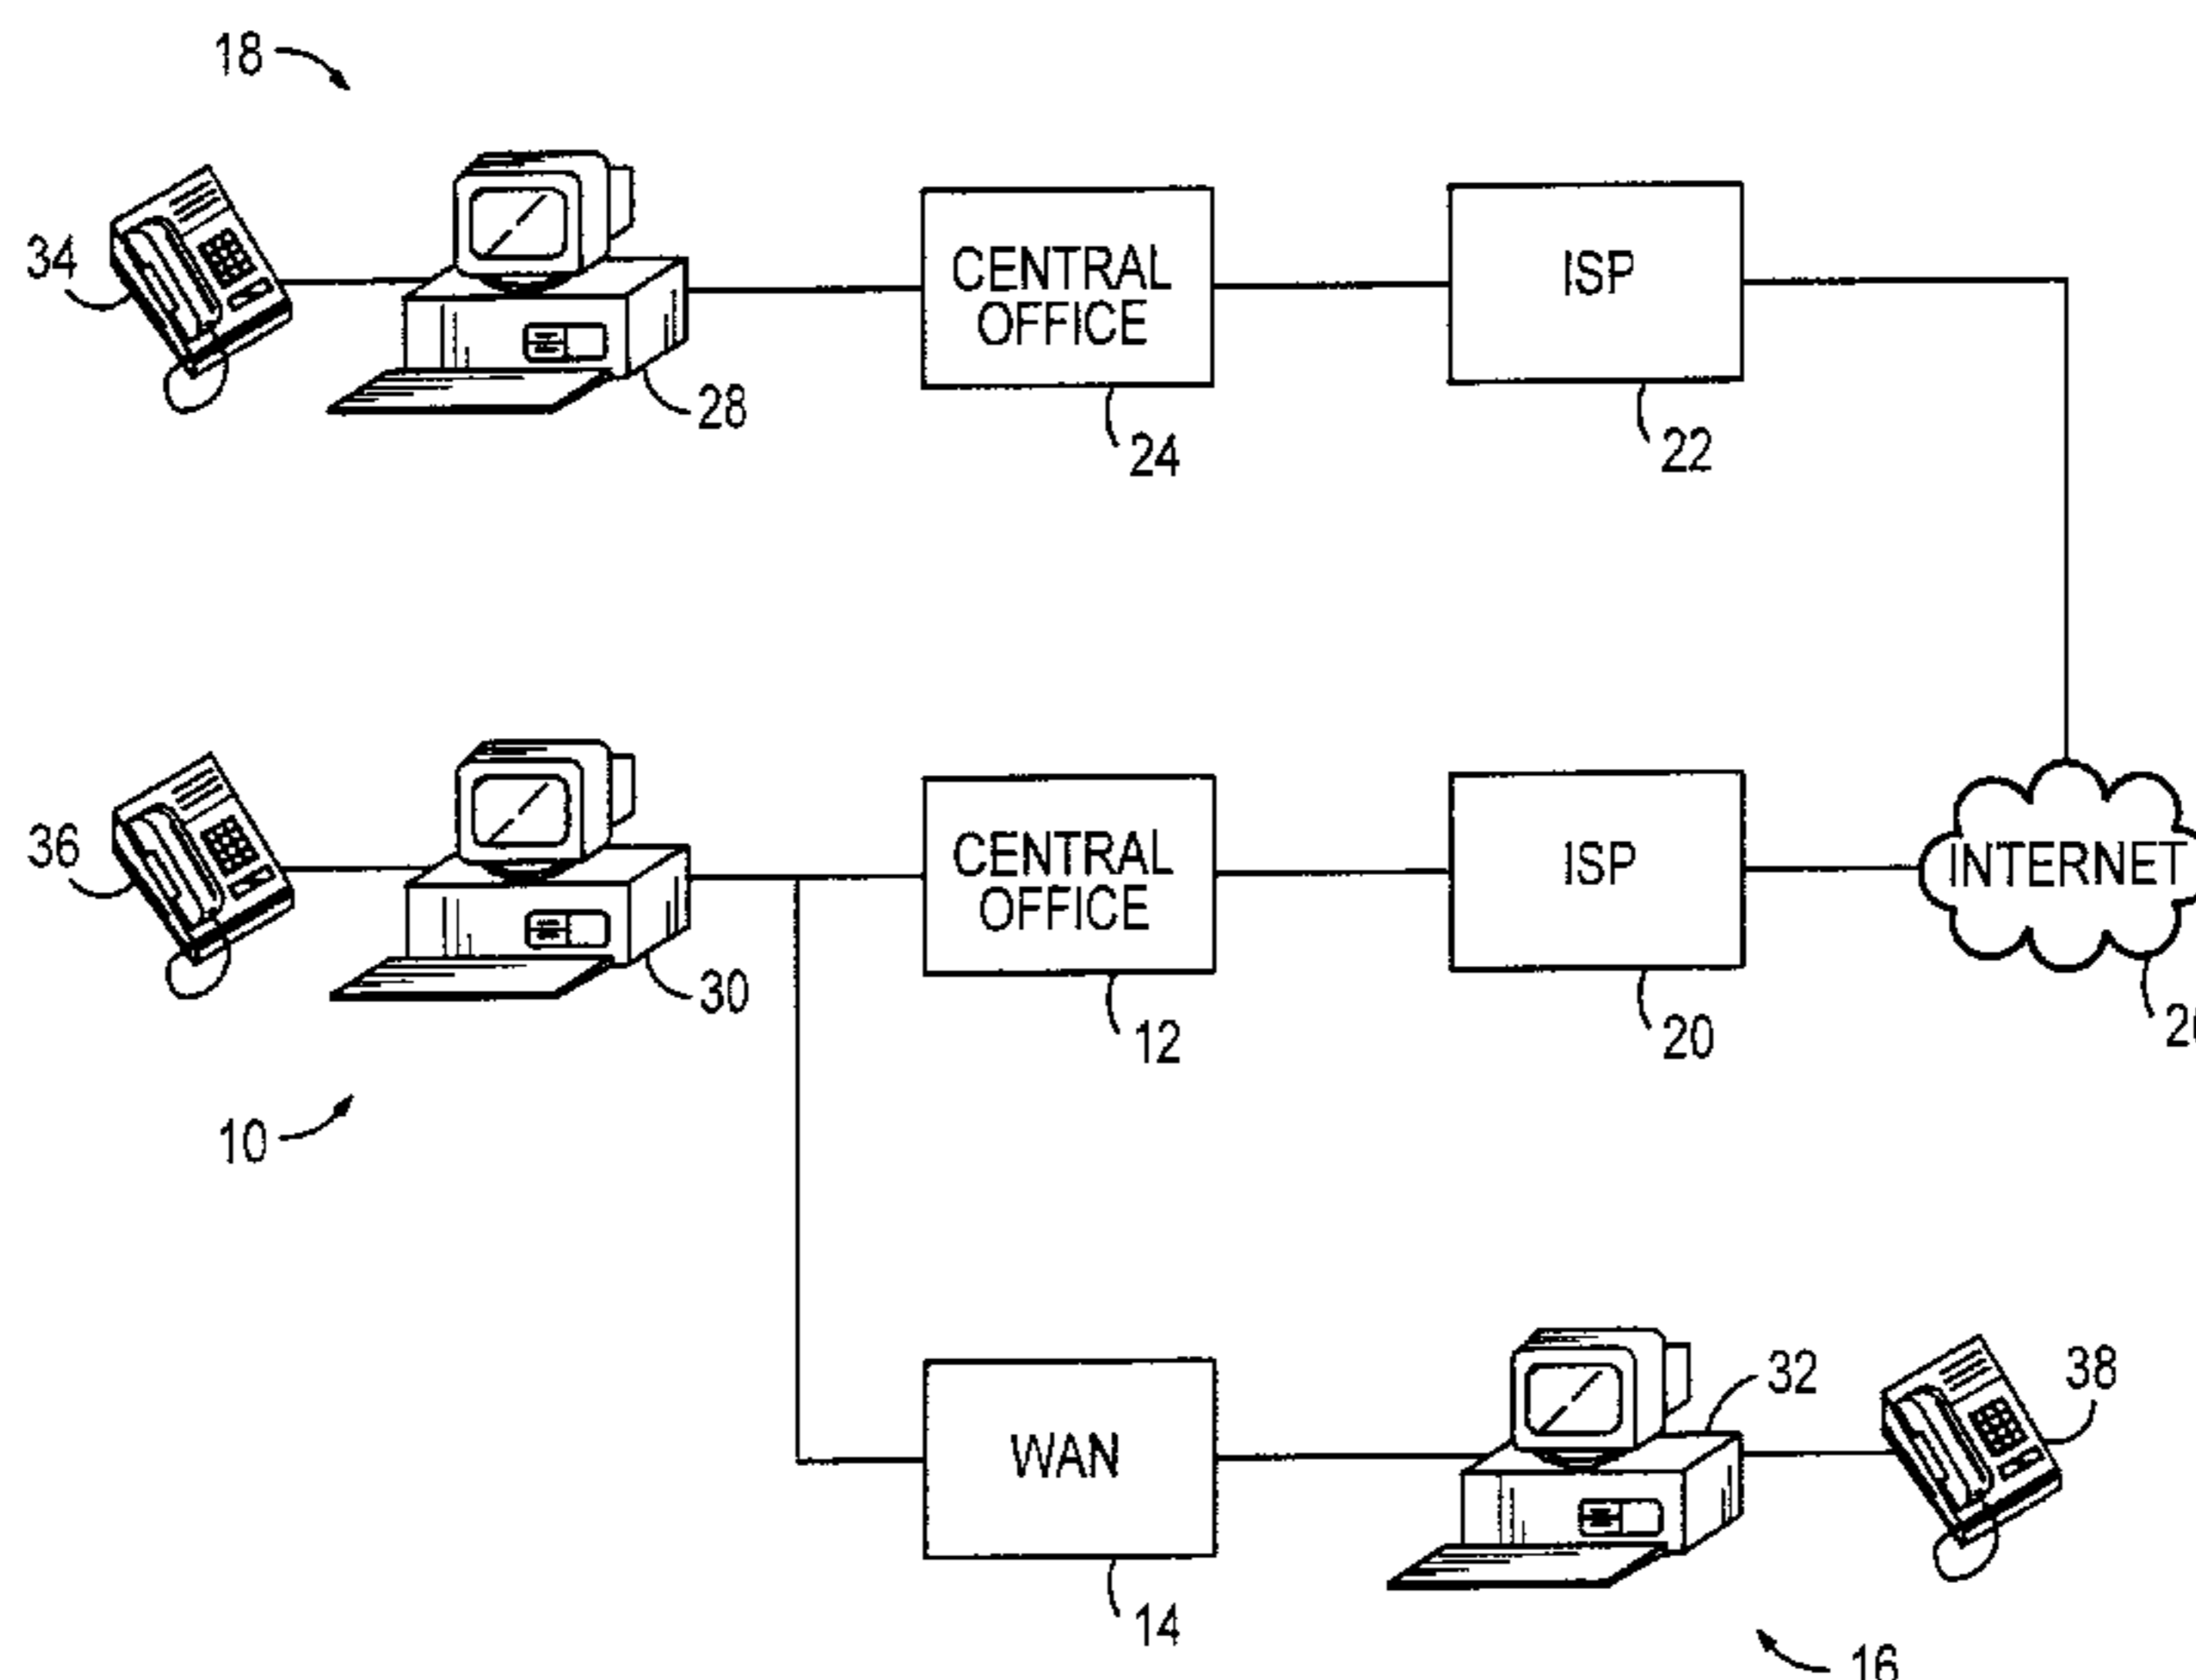 18
34
28
CENTRAL
OFFICE
24
ISP
22
36
30
CENTRAL
OFFICE
12
ISP
20
INTERNET
10
WAN
14
32
38
16